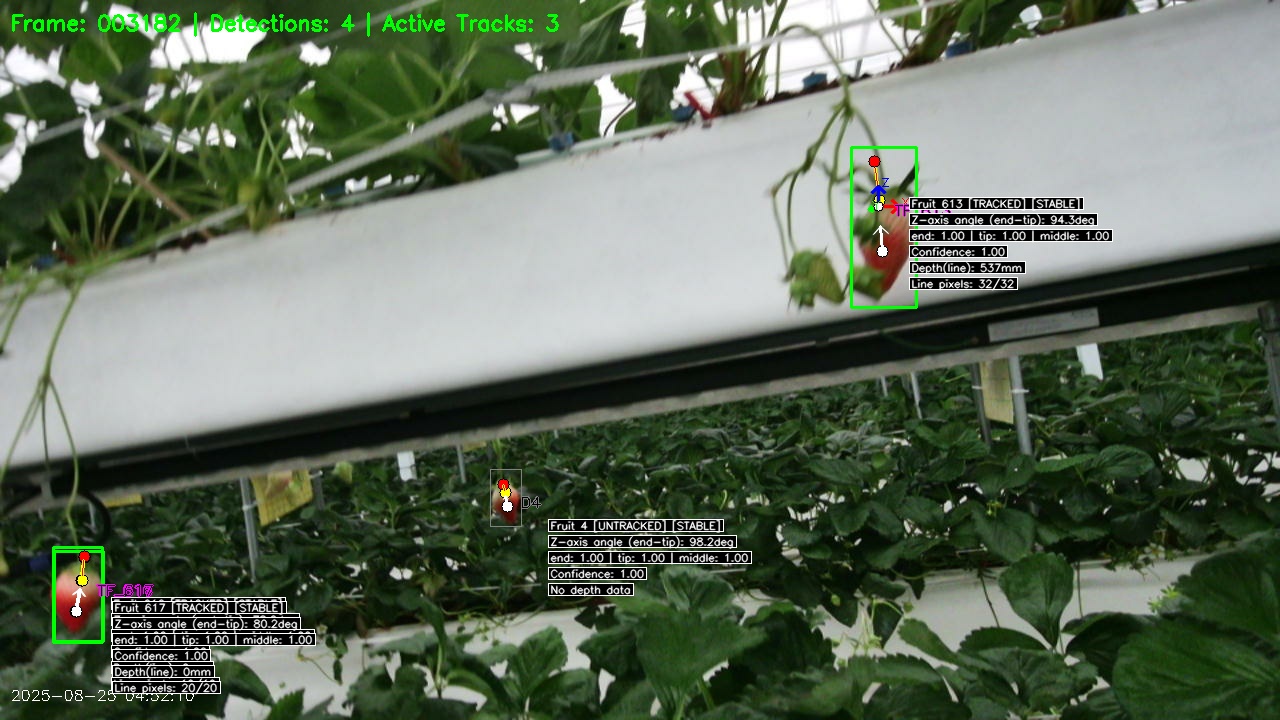 Frame: 003182 | Detections: 4 | Active Tracks: 3
Z
Fruit 613 [TRACKED] [STABLE]
Z-axis angle (end-tip): 94.3deg
end: 1.00 | tip: 1.00 | middle: 1.00
Confidence: 1.00
Depth(line): 537mm
Line pixels: 32/32
D4
Fruit 4 [UNTRACKED] [STABLE]
Z-axis angle (end-tip): 98.2deg
end: 1.00 | tip: 1.00 | middle: 1.00
Confidence: 1.00
No depth data
Fruit 617 [TRACKED] [STABLE]
Z-axis angle (end-tip): 80.2deg
end: 1.00 | tip: 1.00 | middle: 1.00
Confidence: 1.00
Depth(line): 0mm
Line pixels: 20/20